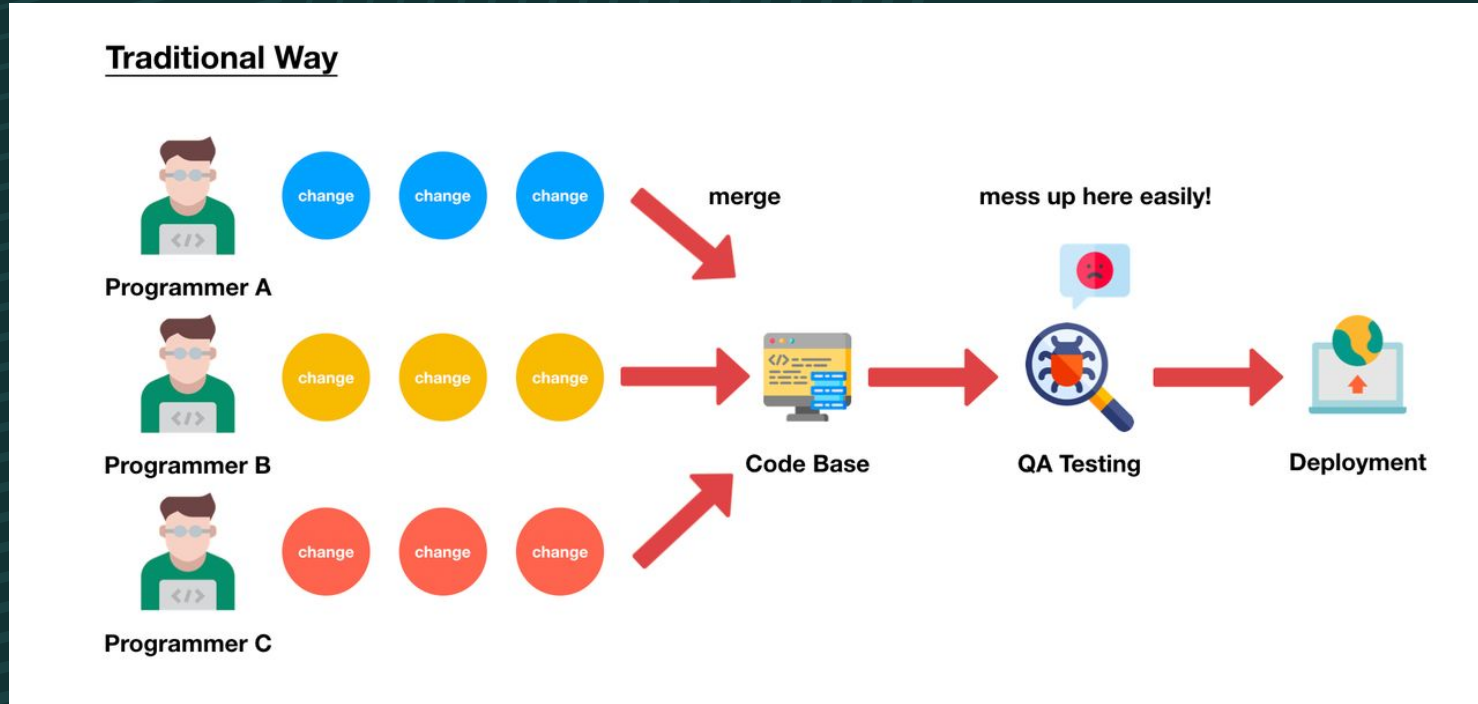 Traditional Way
change change change
merge
mess up here easily!
</>
Programmer A
change change change
</>
</>
Programmer B
Code Base
QA Testing
Deployment
change change change
</>
Programmer C